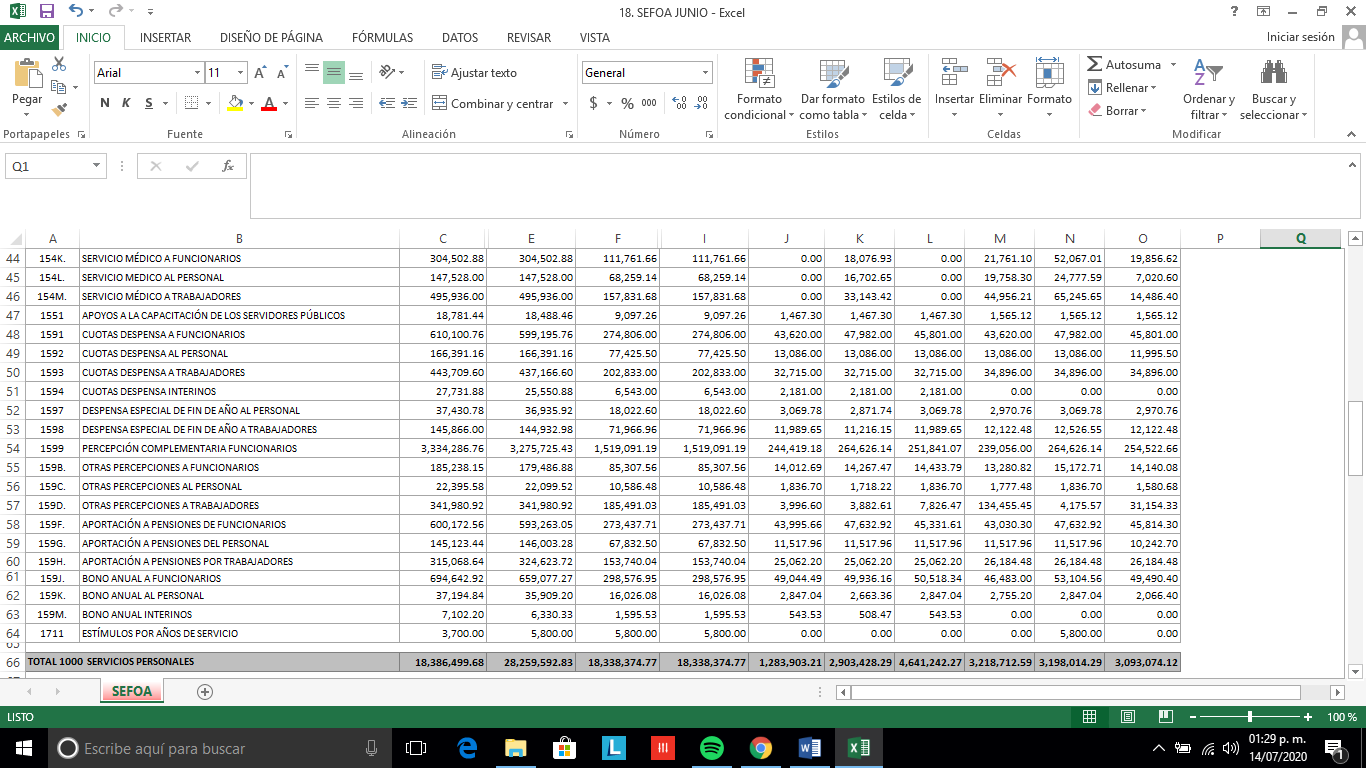 18. SEFOA JUNIO - Excel
ARCHIVO INICIO INSERTAR DISEÑO DE PÁGINA FÓRMULAS DATOS REVISAR VISTA Iniciar sesión
Pegar Arial 11 Ajustar texto General Formato condicional Dar formato como tabla Estilos de celda Insertar Eliminar Formato Autosuma Rellenar Borrar Ordenar y filtrar Buscar y seleccionar
N K S A Combinar y centrar $ % 000
Portapapeles Fuente Alineación Número Estilos Celdas Modificar
Q1 fx
A B C E F I J K L M N O P Q
44 154K. SERVICIO MÉDICO A FUNCIONARIOS 304,502.88 304,502.88 111,761.66 111,761.66 0.00 18,076.93 0.00 21,761.10 52,067.01 19,856.62
45 154L. SERVICIO MEDICO AL PERSONAL 147,528.00 147,528.00 68,259.14 68,259.14 0.00 16,702.65 0.00 19,758.30 24,777.59 7,020.60
46 154M. SERVICIO MÉDICO A TRABAJADORES 495,936.00 495,936.00 157,831.68 157,831.68 0.00 33,143.42 0.00 44,956.21 65,245.65 14,486.40
47 1551 APOYOS A LA CAPACITACIÓN DE LOS SERVIDORES PÚBLICOS 18,781.44 18,488.46 9,097.26 9,097.26 1,467.30 1,467.30 1,467.30 1,565.12 1,565.12 1,565.12
48 1591 CUOTAS DESPENSA A FUNCIONARIOS 610,100.76 599,195.76 274,806.00 274,806.00 43,620.00 47,982.00 45,801.00 43,620.00 47,982.00 45,801.00
49 1592 CUOTAS DESPENSA AL PERSONAL 166,391.16 166,391.16 77,425.50 77,425.50 13,086.00 13,086.00 13,086.00 13,086.00 13,086.00 11,995.50
50 1593 CUOTAS DESPENSA A TRABAJADORES 443,709.60 437,166.60 202,833.00 202,833.00 32,715.00 32,715.00 32,715.00 34,896.00 34,896.00 34,896.00
51 1594 CUOTAS DESPENSA INTERINOS 27,731.88 25,550.88 6,543.00 6,543.00 2,181.00 2,181.00 2,181.00 0.00 0.00 0.00
52 1597 DESPENSA ESPECIAL DE FIN DE AÑO AL PERSONAL 37,430.78 36,935.92 18,022.60 18,022.60 3,069.78 2,871.74 3,069.78 2,970.76 3,069.78 2,970.76
53 1598 DESPENSA ESPECIAL DE FIN DE AÑO A TRABAJADORES 145,866.00 144,932.98 71,966.96 71,966.96 11,989.65 11,216.15 11,989.65 12,122.48 12,526.55 12,122.48
54 1599 PERCEPCIÓN COMPLEMENTARIA FUNCIONARIOS 3,334,286.76 3,275,725.43 1,519,091.19 1,519,091.19 244,419.18 264,626.14 251,841.07 239,056.00 264,626.14 254,522.66
55 159B. OTRAS PERCEPCIONES A FUNCIONARIOS 185,238.15 179,486.88 85,307.56 85,307.56 14,012.69 14,267.47 14,433.79 13,280.82 15,172.71 14,140.08
56 159C. OTRAS PERCEPCIONES AL PERSONAL 22,395.58 22,099.52 10,586.48 10,586.48 1,836.70 1,718.22 1,836.70 1,777.48 1,836.70 1,580.68
57 159D. OTRAS PERCEPCIONES A TRABAJADORES 341,980.92 341,980.92 185,491.03 185,491.03 3,996.60 3,882.61 7,826.47 134,455.45 4,175.57 31,154.33
58 159F. APORTACIÓN A PENSIONES DE FUNCIONARIOS 600,172.56 593,263.05 273,437.71 273,437.71 43,995.66 47,632.92 45,331.61 43,030.30 47,632.92 45,814.30
59 159G. APORTACIÓN A PENSIONES DEL PERSONAL 145,123.44 146,003.28 67,832.50 67,832.50 11,517.96 11,517.96 11,517.96 11,517.96 11,517.96 10,242.70
60 159H. APORTACIÓN A PENSIONES POR TRABAJADORES 315,068.64 324,623.72 153,740.04 153,740.04 25,062.20 25,062.20 25,062.20 26,184.48 26,184.48 26,184.48
61 159J. BONO ANUAL A FUNCIONARIOS 694,642.92 659,077.27 298,576.95 298,576.95 49,044.49 49,936.16 50,518.34 46,483.00 53,104.56 49,490.40
62 159K. BONO ANUAL AL PERSONAL 37,194.84 35,909.20 16,026.08 16,026.08 2,847.04 2,663.36 2,847.04 2,755.20 2,847.04 2,066.40
63 159M. BONO ANUAL INTERINOS 7,102.20 6,330.33 1,595.53 1,595.53 543.53 508.47 543.53 0.00 0.00 0.00
64 1711 ESTÍMULOS POR AÑOS DE SERVICIO 3,700.00 5,800.00 5,800.00 5,800.00 0.00 0.00 0.00 0.00 5,800.00 0.00
66 TOTAL 1000 SERVICIOS PERSONALES 18,386,499.68 28,259,592.83 18,338,374.77 18,338,374.77 1,283,903.21 2,903,428.29 4,641,242.27 3,218,712.59 3,198,014.29 3,093,074.12
SEFOA
LISTO 100 %
Escribe aquí para buscar 01:29 p. m.
14/07/2020